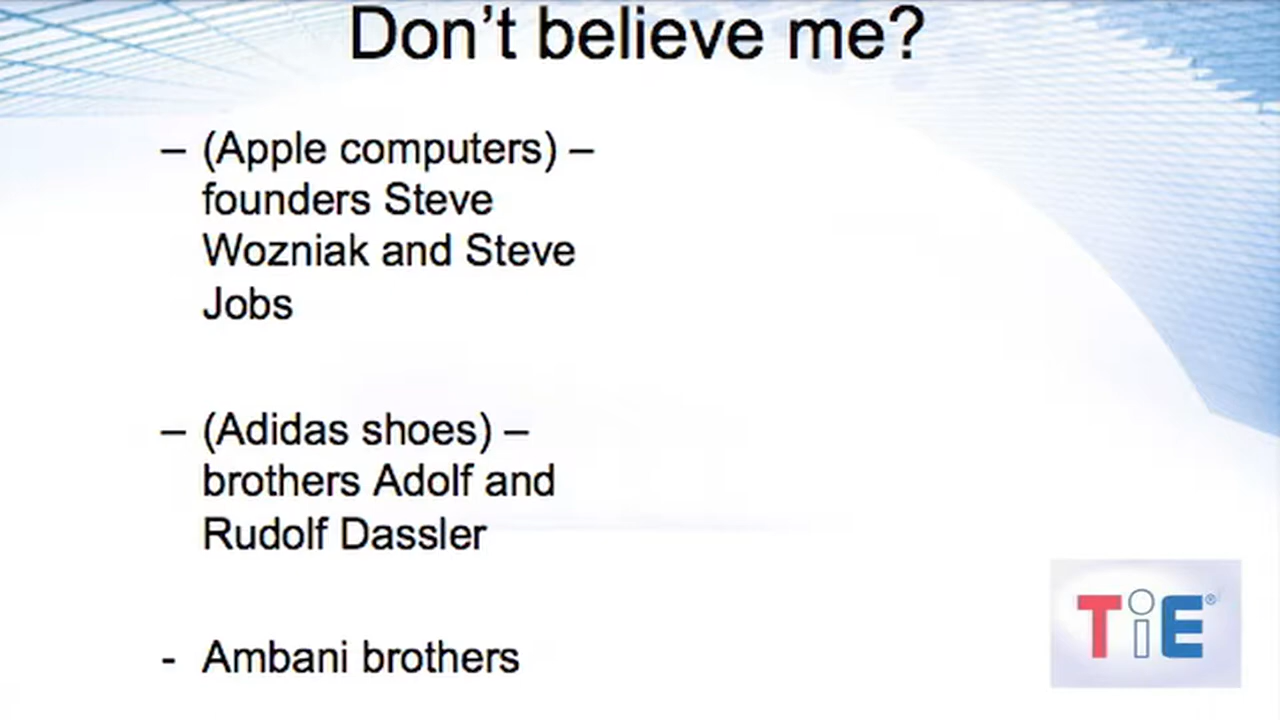 Don't believe me?
– (Apple computers) –
founders Steve
Wozniak and Steve
Jobs
– (Adidas shoes) –
brothers Adolf and
Rudolf Dassler
- Ambani brothers
TiE®